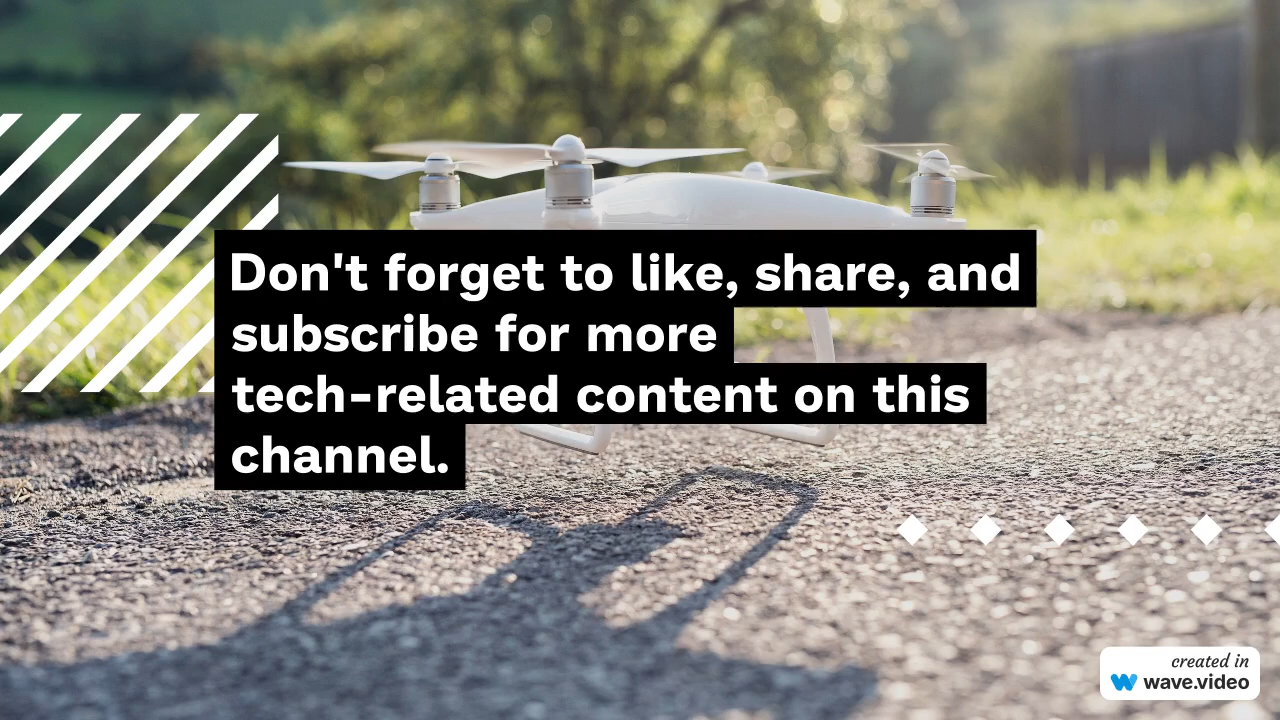 Don't forget to like, share, and
subscribe for more
tech-related content on this
channel.
created in
wave.video